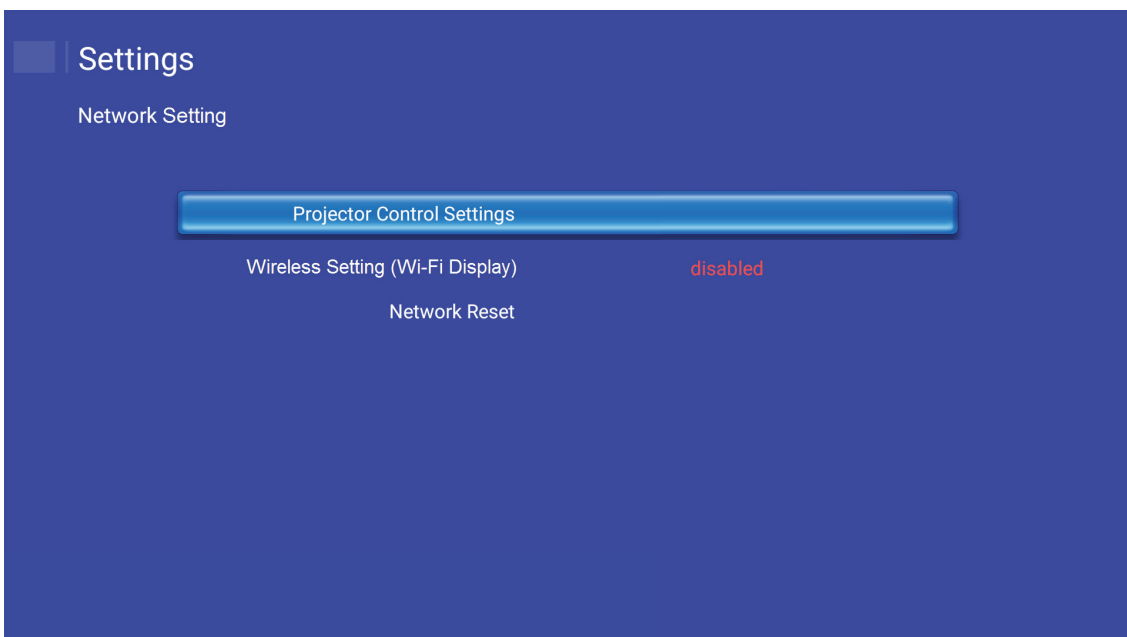 Settings
Network Setting
Projector Control Settings
Wireless Setting (Wi-Fi Display) disabled
Network Reset